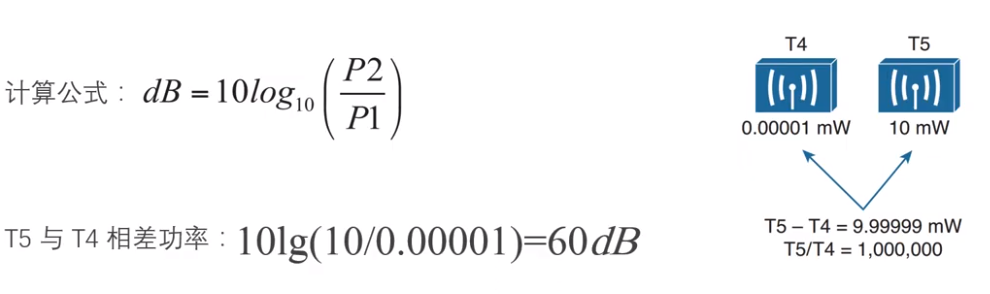 计算公式： dB = 10log₁₀(P2/P1)
T5 与 T4 相差功率：10lg(10/0.00001)=60dB
T4 T5
0.00001 mW 10 mW
T5 – T4 = 9.99999 mW
T5/T4 = 1,000,000